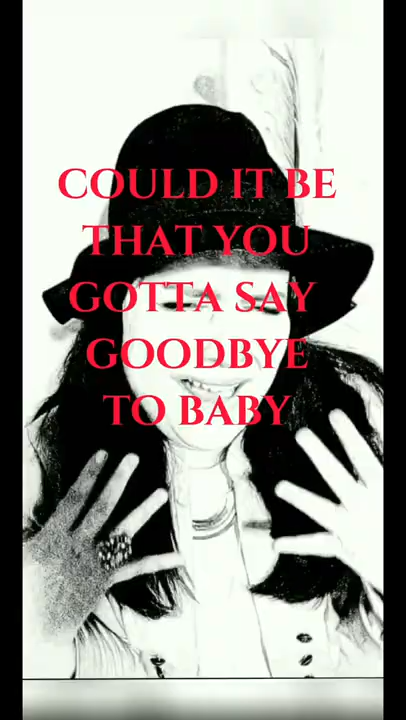 COULD IT BE
THAT YOU
GOTTA SAY
GOODBYE
TO BABY